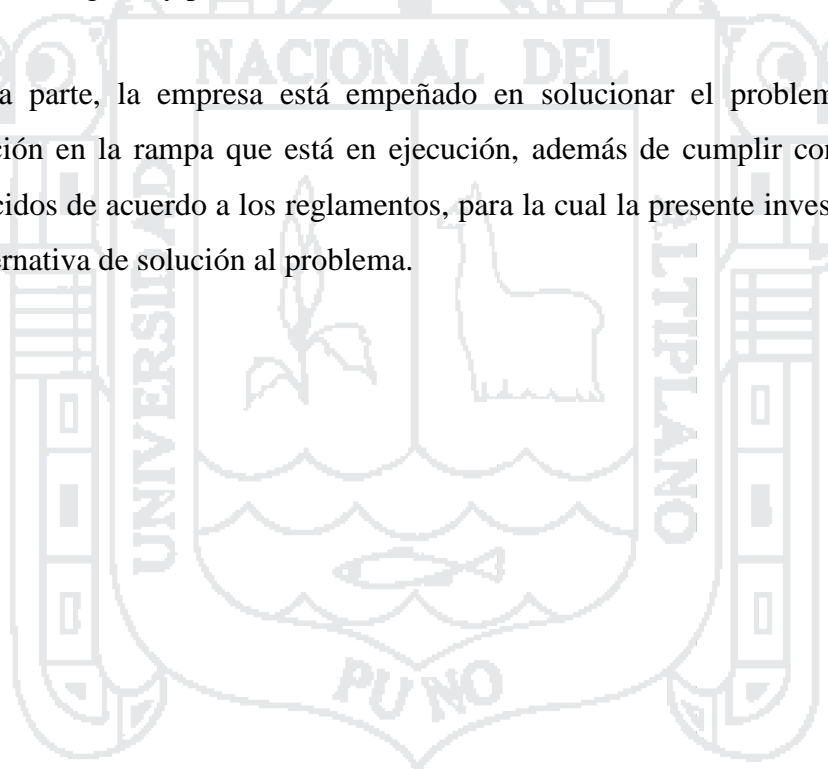 NACIONAL DEL
a parte, la empresa está empeñado en solucionar el problem
ción en la rampa que está en ejecución, además de cumplir
cidos de acuerdo a los reglamentos, para la cual la presente inves
ernativa de solución al problema.
UNIVERSIDAD
ALTIPLANO
PUNO